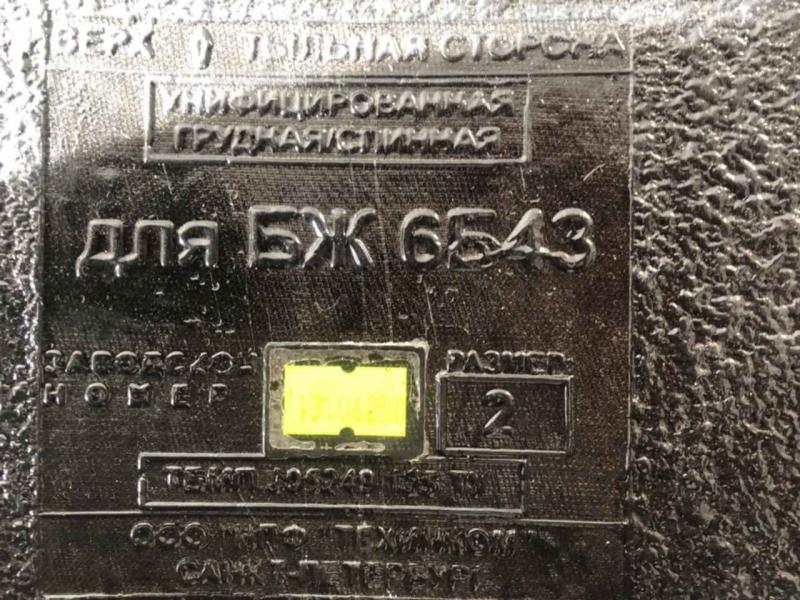 ВЕРХ ТЫЛЬНАЯ СТОРОНА
УНИФИЦИРОВАННАЯ
ГРУДНАЯ/СПИННАЯ
для БЖ 6Б43
ЗАВОДСКОЙ
НОМЕР
РАЗМЕР:
2
ООО "НПФ "ТЕХИНКОМ"
САНКТ-ПЕТЕРБУРГ